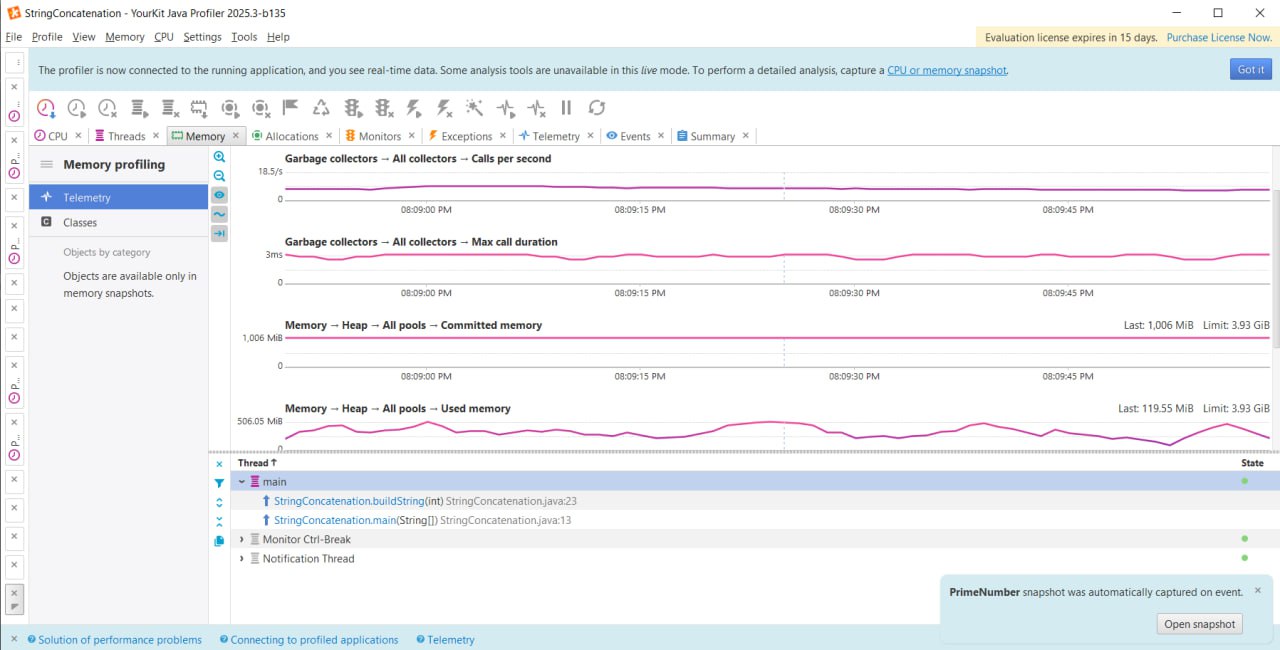 StringConcatenation - YourKit Java Profiler 2025.3-b135
File Profile View Memory CPU Settings Tools Help
Evaluation license expires in 15 days. Purchase License Now.
The profiler is now connected to the running application, and you see real-time data. Some analysis tools are unavailable in this live mode. To perform a detailed analysis, capture a CPU or memory snapshot.
Got it
CPU Threads Memory Allocations Monitors Exceptions Telemetry Events Summary
Memory profiling
Telemetry
Classes
Objects by category
Objects are available only in
memory snapshots.
Garbage collectors → All collectors → Calls per second
18.5/s
0
08:09:00 PM 08:09:15 PM 08:09:30 PM 08:09:45 PM
Garbage collectors → All collectors → Max call duration
3ms
0
08:09:00 PM 08:09:15 PM 08:09:30 PM 08:09:45 PM
Memory → Heap → All pools → Committed memory Last: 1,006 MiB Limit: 3.93 GiB
1,006 MiB
0
08:09:00 PM 08:09:15 PM 08:09:30 PM 08:09:45 PM
Memory → Heap → All pools → Used memory Last: 119.55 MiB Limit: 3.93 GiB
506.05 MiB
0
Thread ↑ State
main
StringConcatenation.buildString(int) StringConcatenation.java:23
StringConcatenation.main(String[]) StringConcatenation.java:13
Monitor Ctrl-Break
Notification Thread
PrimeNumber snapshot was automatically captured on event.
Open snapshot
Solution of performance problems Connecting to profiled applications Telemetry